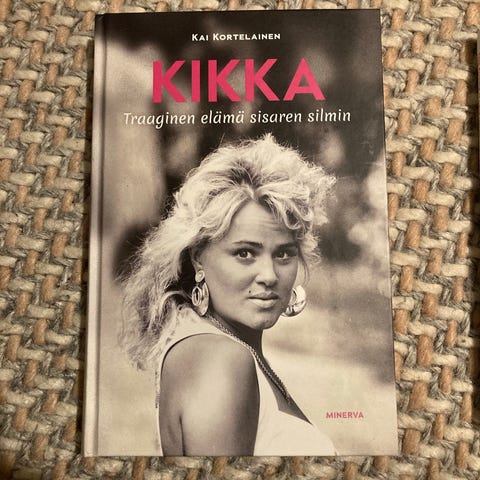 KAI KORTELAINEN
KIKKA
Traaginen elämä sisaren silmin
MINERVA